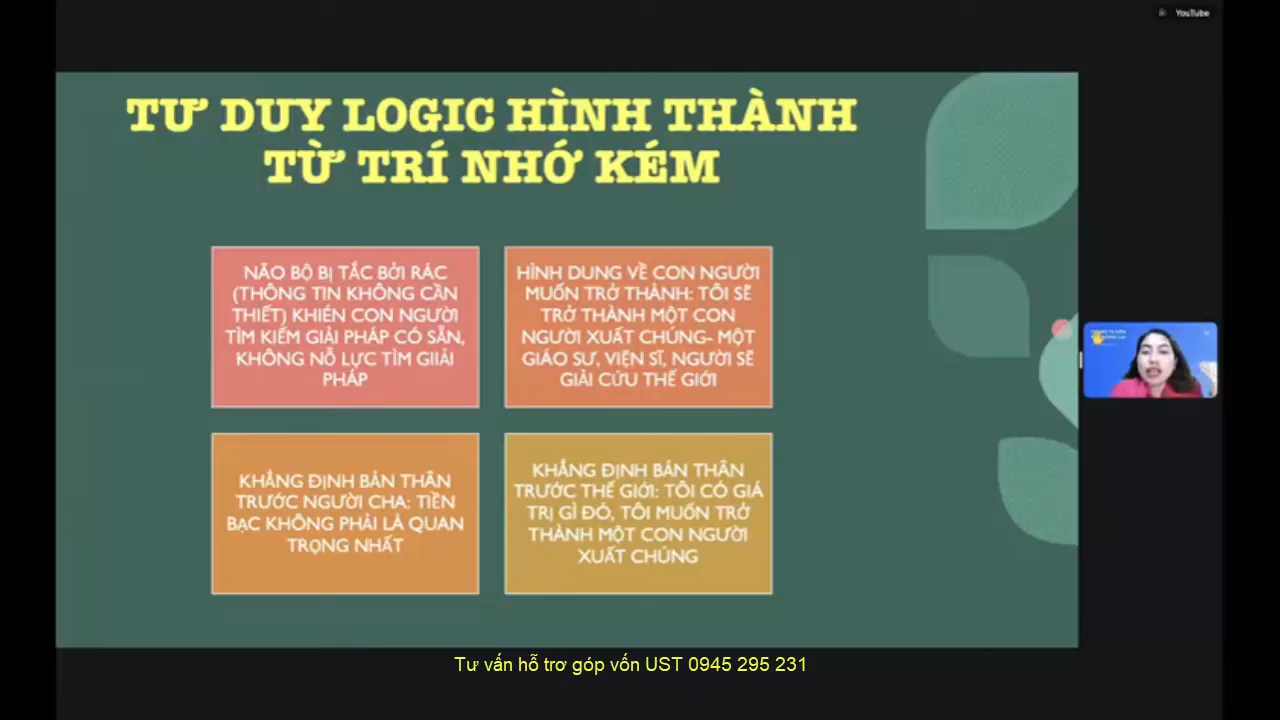 YouTube
TƯ DUY LOGIC HÌNH THÀNH
TỪ TRÍ NHỚ KÉM
NÃO BỘ BỊ TẮC BỞI RÁC
(THÔNG TIN KHÔNG CẦN
THIẾT) KHIẾN CON NGƯỜI
TÌM KIẾM GIẢI PHÁP CÓ SẴN,
KHÔNG NỖ LỰC TÌM GIIẢI
PHÁP
HÌNH DUNG VỀ CON NGƯỜI
MUỐN TRỞ THÀNH: TÔI SẼ
TRỞ THÀNH MỘT CON
NGƯỜI XUẤT CHÚNG- MỘT
GIÁO SƯ, VIỆN SĨ, NGƯỜI SẼ
GIẢI CỨU THẾ GIỚI
KHẲNG ĐỊNH BẢN THÂN
TRƯỚC NGƯỜI CHA: TIỀN
BẠC KHÔNG PHẢI LÀ QUAN
TRỌNG NHẤT
KHẲNG ĐỊNH BẢN THÂN
TRƯỚC THẾ GIỚI: TÔI CÓ GIÁ
TRỊ GÌ ĐÓ, TÔI MUỐN TRỞ
THÀNH MỘT CON NGƯỜI
XUẤT CHÚNG
Tư vấn hỗ trơ góp vốn UST 0945 295 231